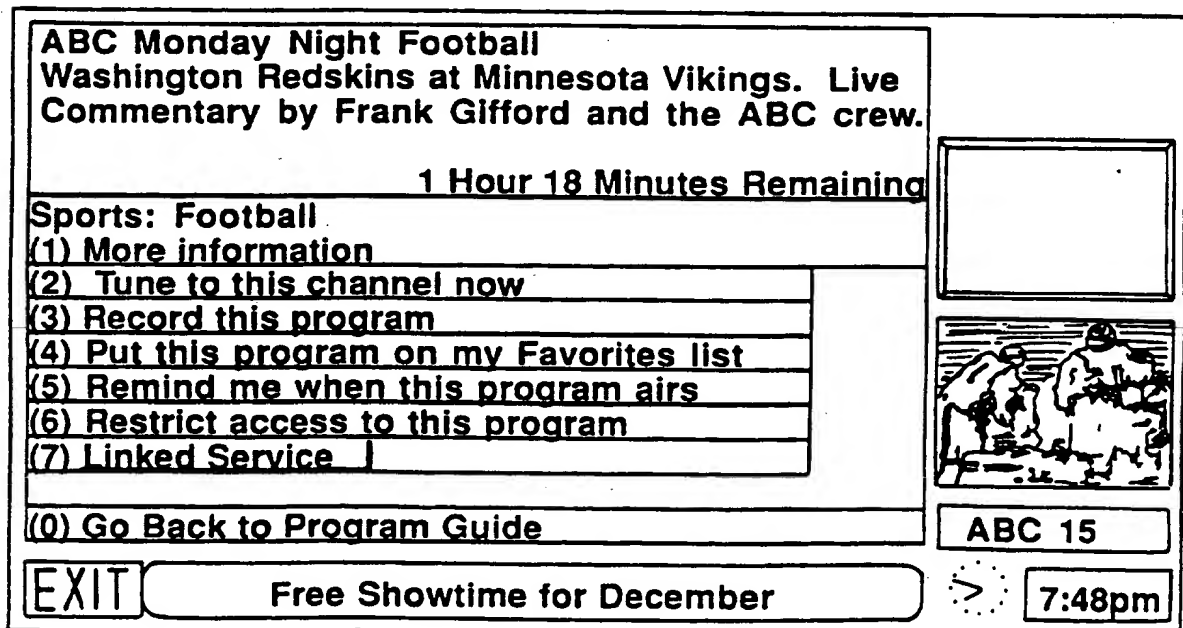 ABC Monday Night Football
Washington Redskins at Minnesota Vikings. Live
Commentary by Frank Gifford and the ABC crew.
1 Hour 18 Minutes Remaining
Sports: Football
(1) More information
(2) Tune to this channel now
(3) Record this program
(4) Put this program on my Favorites list
(5) Remind me when this program airs
(6) Restrict access to this program
(7) Linked Service
(0) Go Back to Program Guide
ABC 15
EXIT
Free Showtime for December
7:48pm